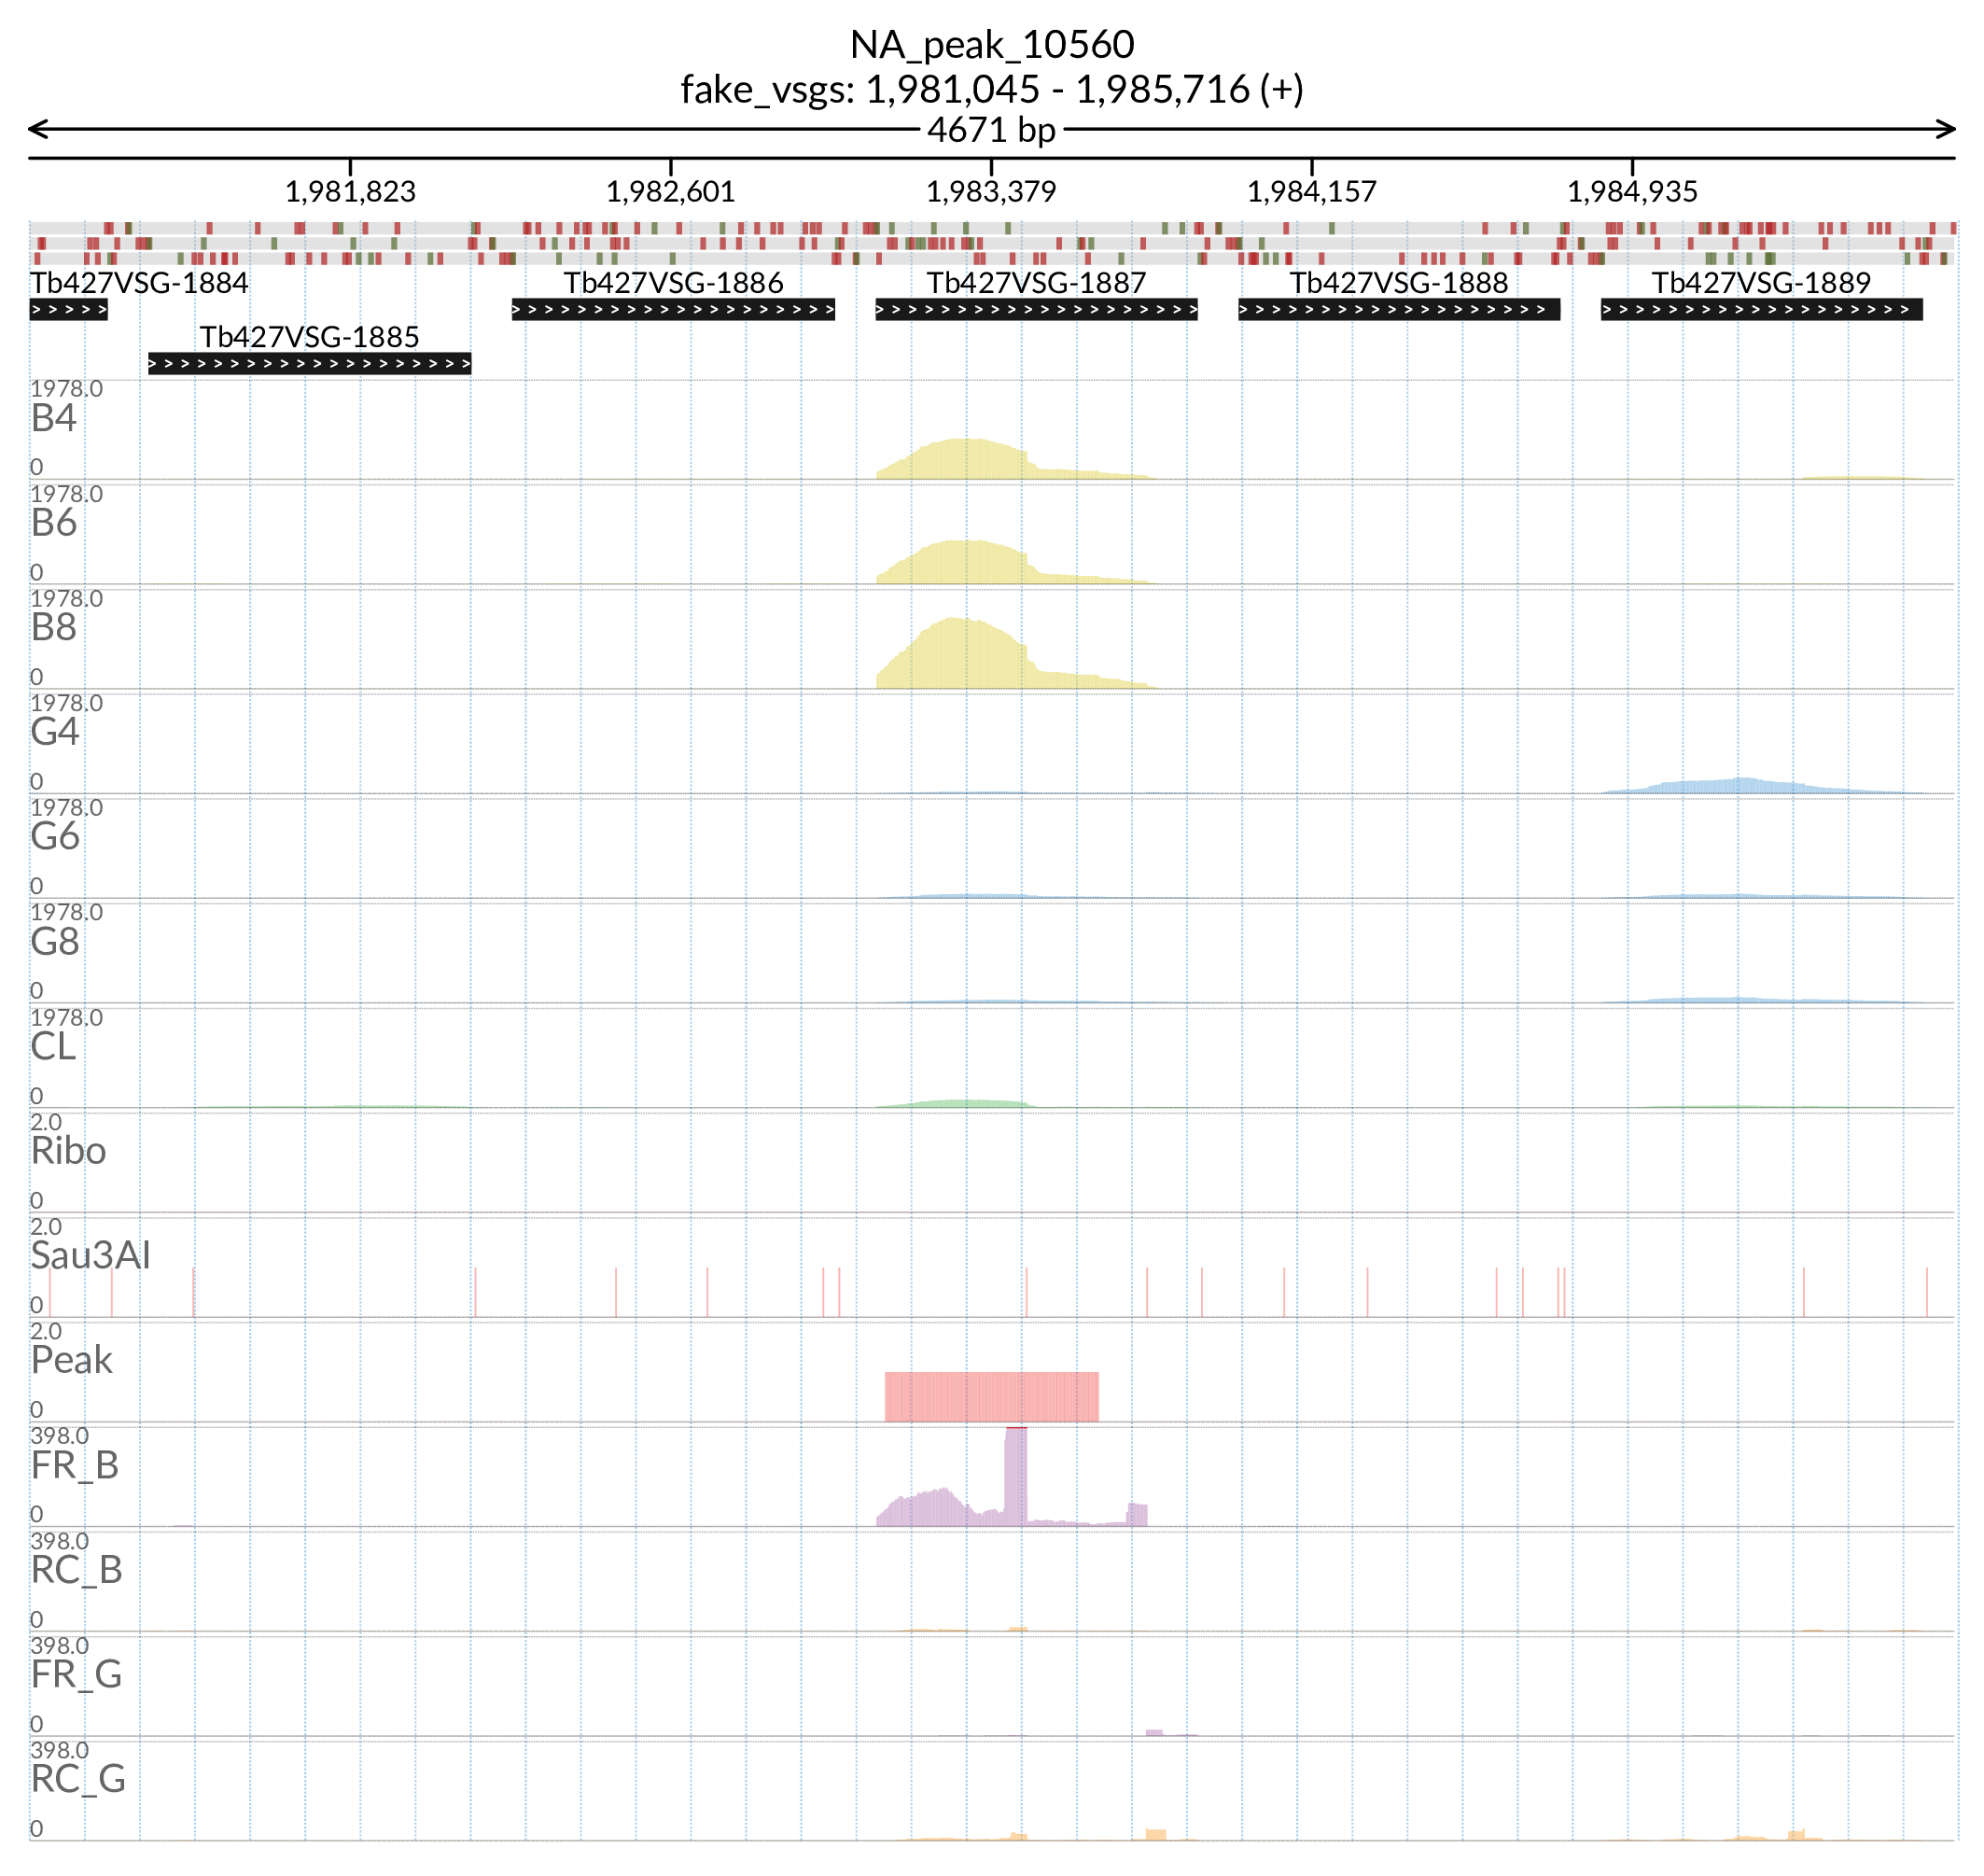 NA_peak_10560
fake_vsgs: 1,981,045 - 1,985,716 (+)
4671 bp
1,981,823 1,982,601 1,983,379 1,984,157 1,984,935
Tb427VSG-1884 Tb427VSG-1886 Tb427VSG-1887 Tb427VSG-1888 Tb427VSG-1889
Tb427VSG-1885
1978.0
B4
0
1978.0
B6
0
1978.0
B8
0
1978.0
G4
0
1978.0
G6
0
1978.0
G8
0
1978.0
CL
0
2.0
Ribo
0
2.0
Sau3AI
0
2.0
Peak
0
398.0
FR_B
0
398.0
RC_B
0
398.0
FR_G
0
398.0
RC_G
0